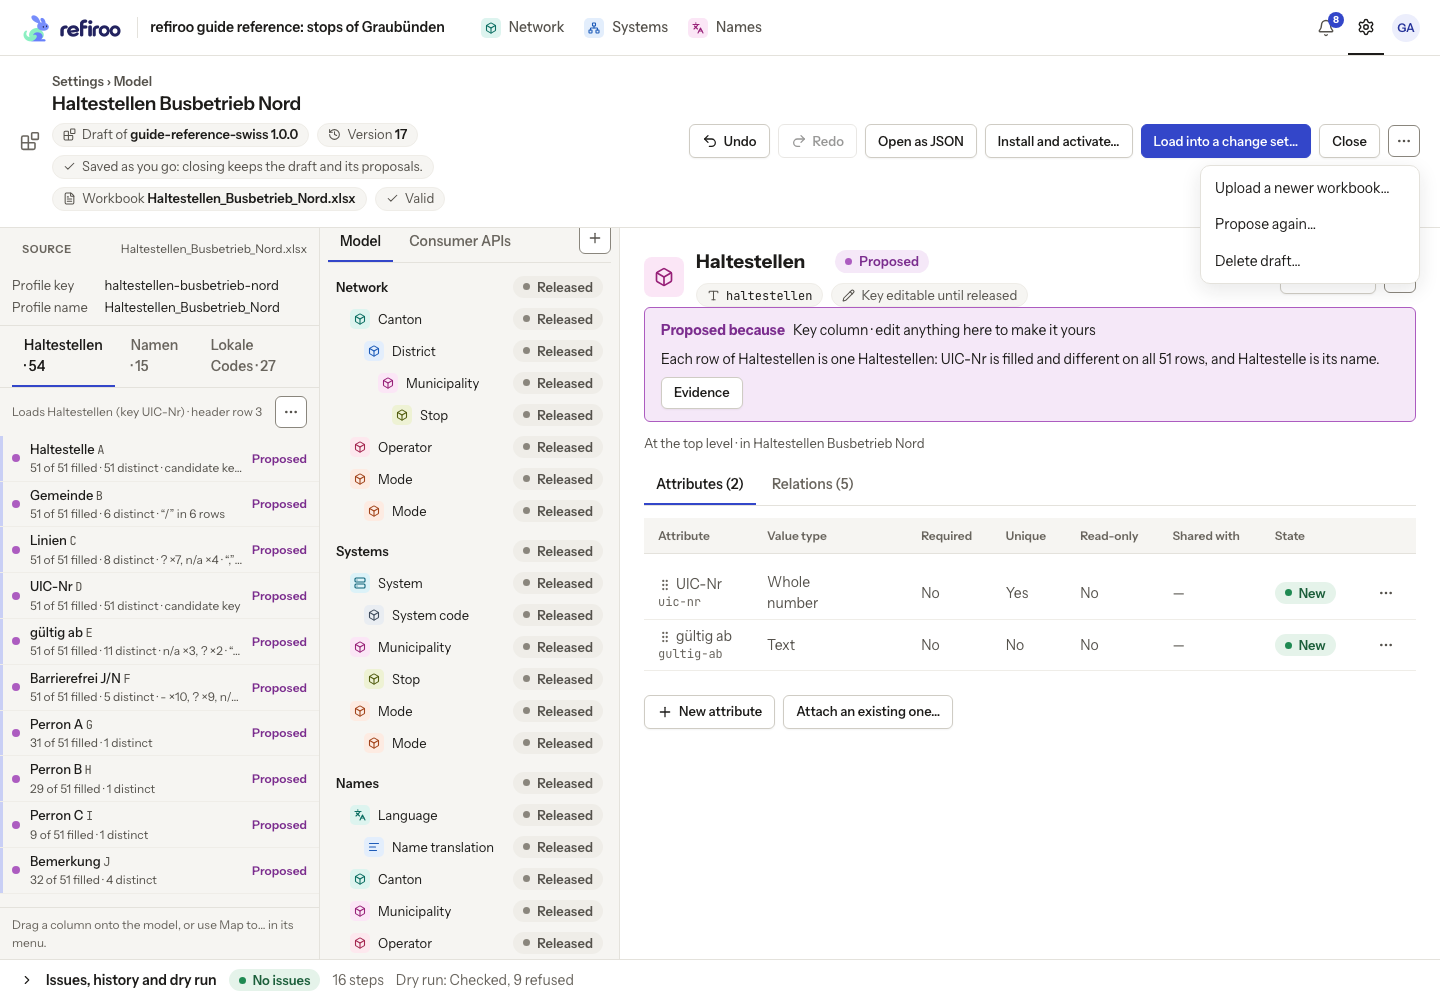 refiroo
refiroo guide reference: stops of Graubünden
Network
Systems
Names
8
GA
Settings › Model
Haltestellen Busbetrieb Nord
Draft of guide-reference-swiss 1.0.0
Version 17
Saved as you go: closing keeps the draft and its proposals.
Workbook Haltestellen_Busbetrieb_Nord.xlsx
Valid
Undo
Redo
Open as JSON
Install and activate...
Load into a change set...
Close
Upload a newer workbook...
Propose again...
Delete draft...
SOURCE
Haltestellen_Busbetrieb_Nord.xlsx
Profile key
haltestellen-busbetrieb-nord
Profile name
Haltestellen_Busbetrieb_Nord
Haltestellen
· 54
Namen
· 15
Lokale
Codes · 27
Loads Haltestellen (key UIC-Nr) · header row 3
Haltestelle A
51 of 51 filled · 51 distinct · candidate ke...
Proposed
Gemeinde B
51 of 51 filled · 6 distinct · “/” in 6 rows
Proposed
Linien C
51 of 51 filled · 8 distinct · ? ×7, n/a ×4 · “,”...
Proposed
UIC-Nr D
51 of 51 filled · 51 distinct · candidate key
Proposed
gültig ab E
51 of 51 filled · 11 distinct · n/a ×3, ? ×2 · “...
Proposed
Barrierefrei J/N F
51 of 51 filled · 5 distinct · - ×10, ? ×9, n/...
Proposed
Perron A G
31 of 51 filled · 1 distinct
Proposed
Perron B H
29 of 51 filled · 1 distinct
Proposed
Perron C I
9 of 51 filled · 1 distinct
Proposed
Bemerkung J
32 of 51 filled · 4 distinct
Proposed
Drag a column onto the model, or use Map to... in its
menu.
Model
Consumer APIs
Network
Released
Canton
Released
District
Released
Municipality
Released
Stop
Released
Operator
Released
Mode
Released
Mode
Released
Systems
Released
System
Released
System code
Released
Municipality
Released
Stop
Released
Mode
Released
Mode
Released
Names
Released
Language
Released
Name translation
Released
Canton
Released
Municipality
Released
Operator
Released
Haltestellen
Proposed
haltestellen
Key editable until released
Proposed because Key column · edit anything here to make it yours
Each row of Haltestellen is one Haltestellen: UIC-Nr is filled and different on all 51 rows, and Haltestelle is its name.
Evidence
At the top level · in Haltestellen Busbetrieb Nord
Attributes (2)
Relations (5)
Attribute
Value type
Required
Unique
Read-only
Shared with
State
UIC-Nr
uic-nr
Whole
number
No
Yes
No
—
New
gültig ab
gultig-ab
Text
No
No
No
—
New
New attribute
Attach an existing one...
Issues, history and dry run
No issues
16 steps
Dry run: Checked, 9 refused